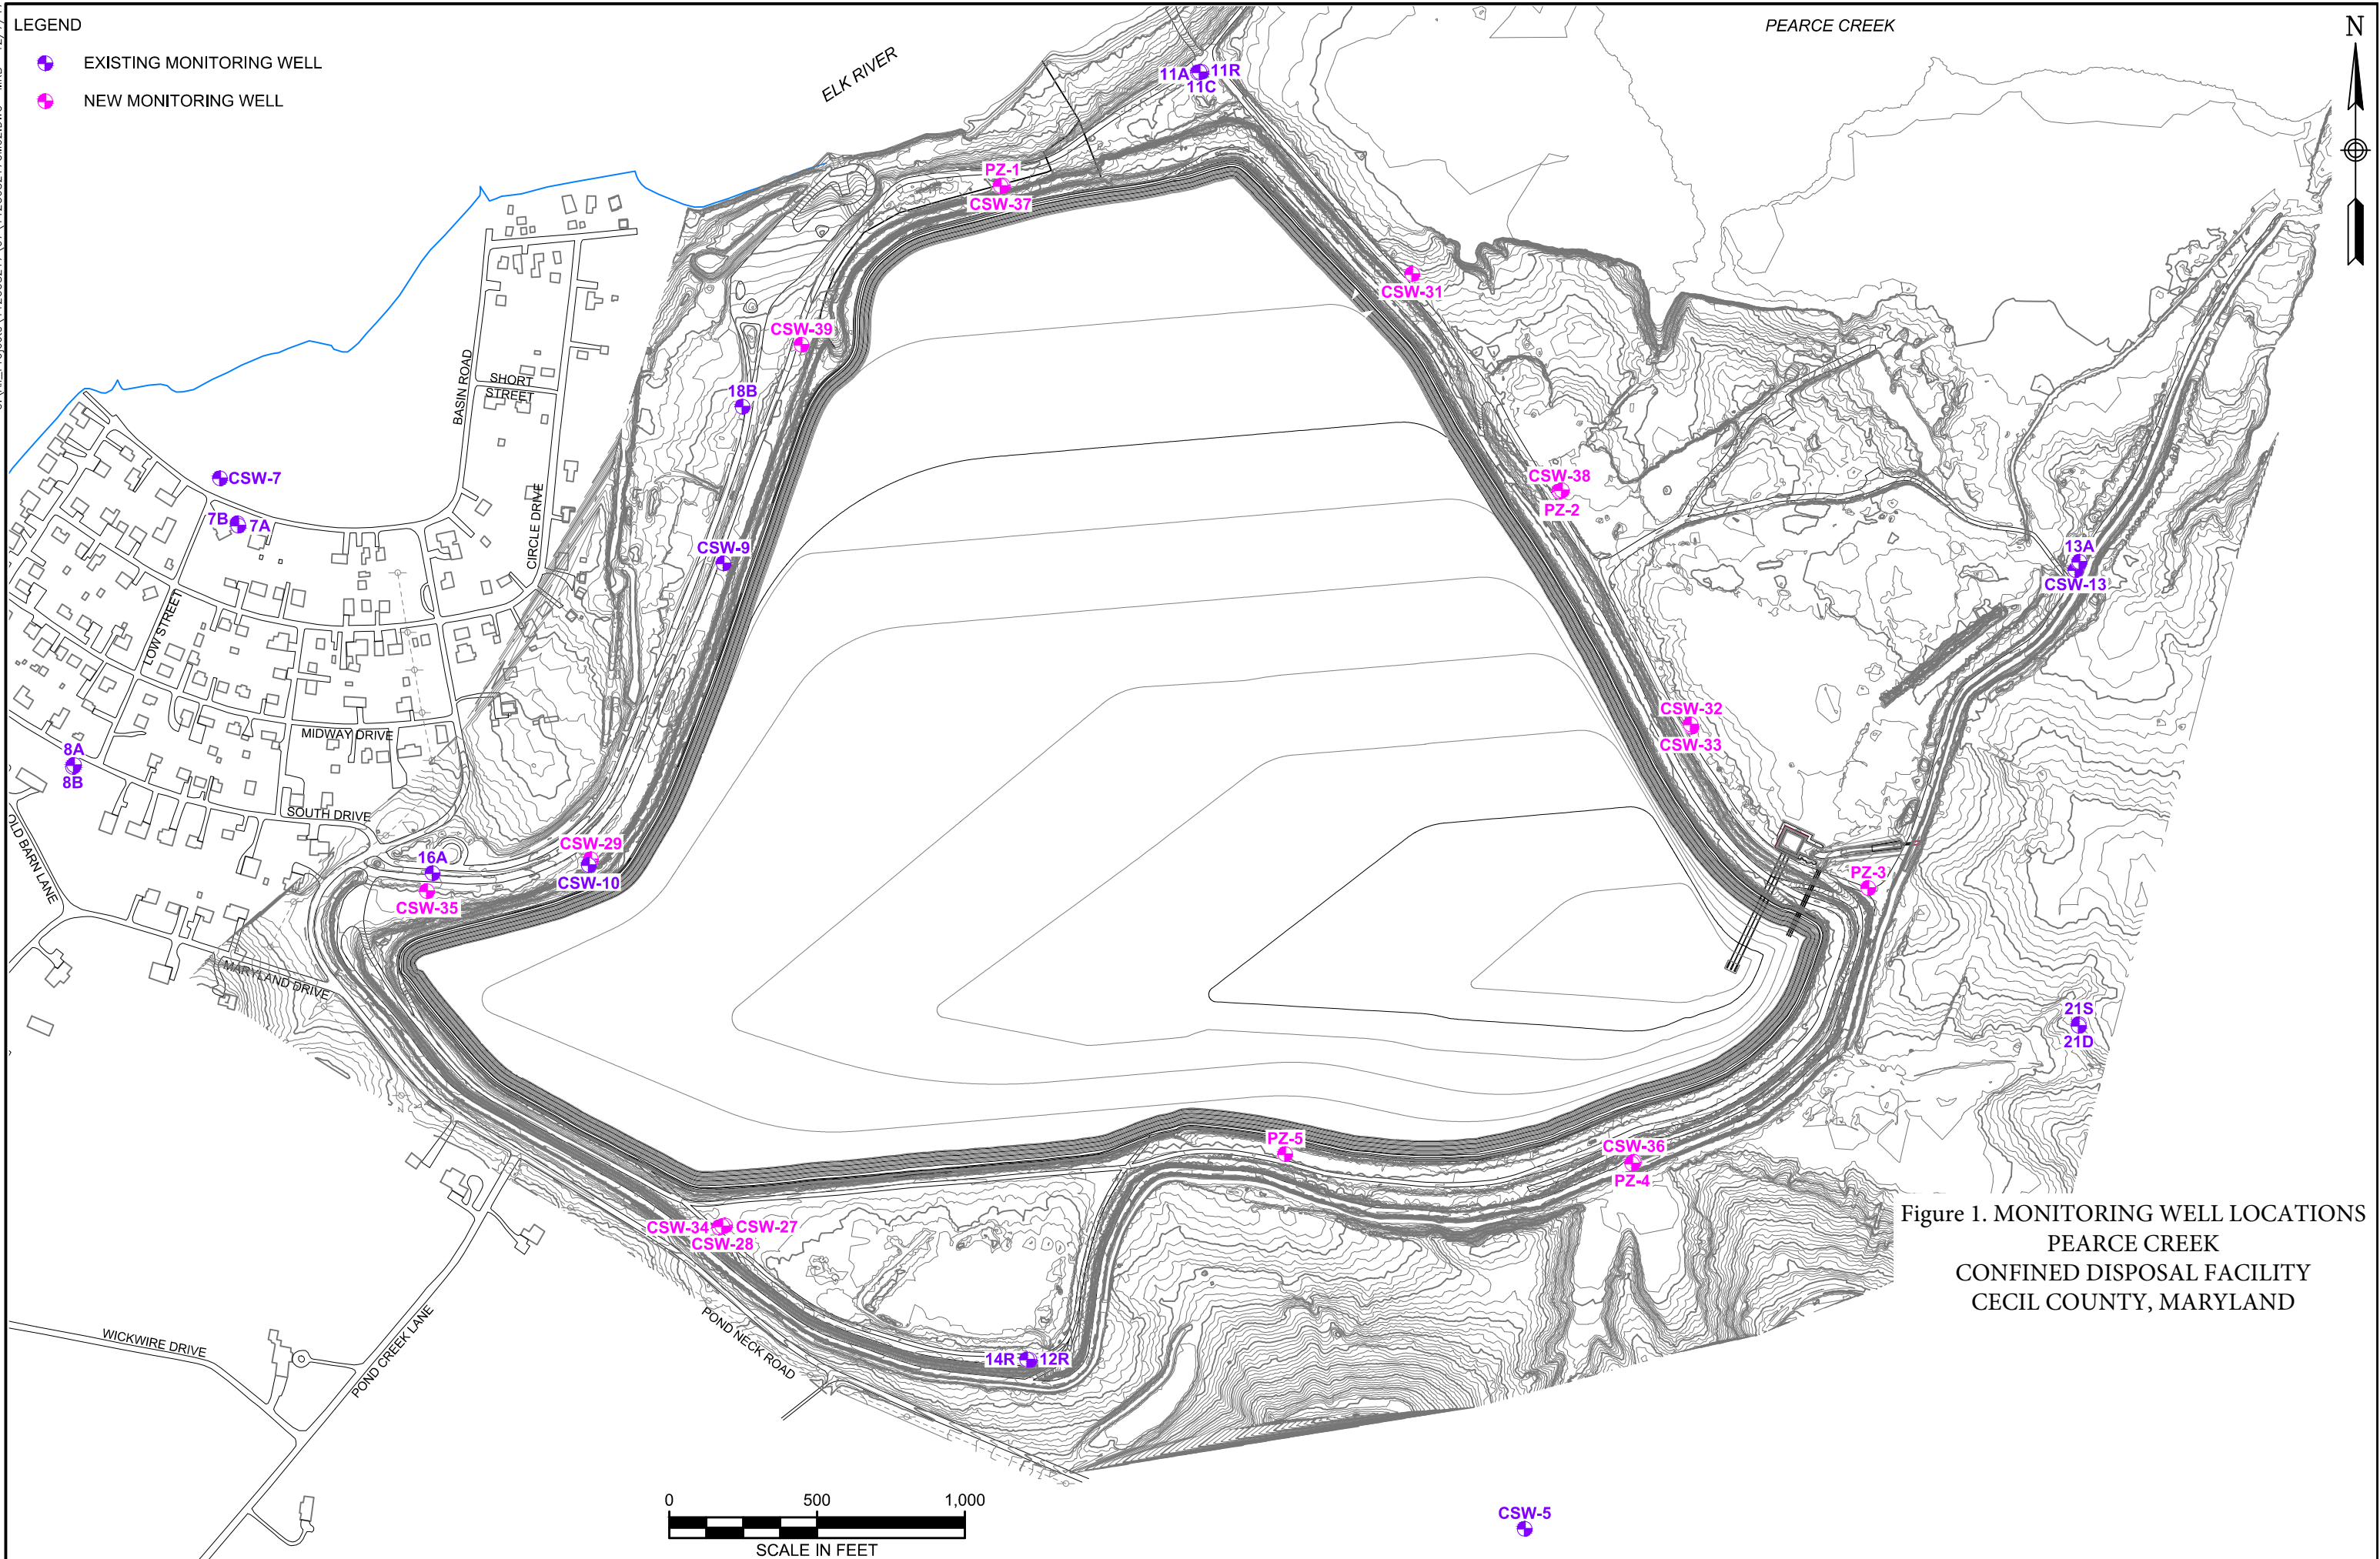 LEGEND
EXISTING MONITORING WELL
NEW MONITORING WELL
ELK RIVER
PEARCE CREEK
N
11A
11R
11C
PZ-1
CSW-37
CSW-31
CSW-39
18B
BASIN ROAD
SHORT
STREET
CIRCLE DRIVE
CSW-7
7B
7A
CSW-9
CSW-38
PZ-2
13A
CSW-13
LOW STREET
CSW-32
CSW-33
MIDWAY DRIVE
8A
8B
SOUTH DRIVE
OLD BARN LANE
CSW-29
CSW-10
16A
CSW-35
PZ-3
MARYLAND DRIVE
21S
21D
PZ-5
CSW-36
PZ-4
CSW-34
CSW-27
CSW-28
Figure 1. MONITORING WELL LOCATIONS
PEARCE CREEK
CONFINED DISPOSAL FACILITY
CECIL COUNTY, MARYLAND
POND NECK ROAD
WICKWIRE DRIVE
POND CREEK LANE
14R
12R
0 500 1,000
SCALE IN FEET
CSW-5